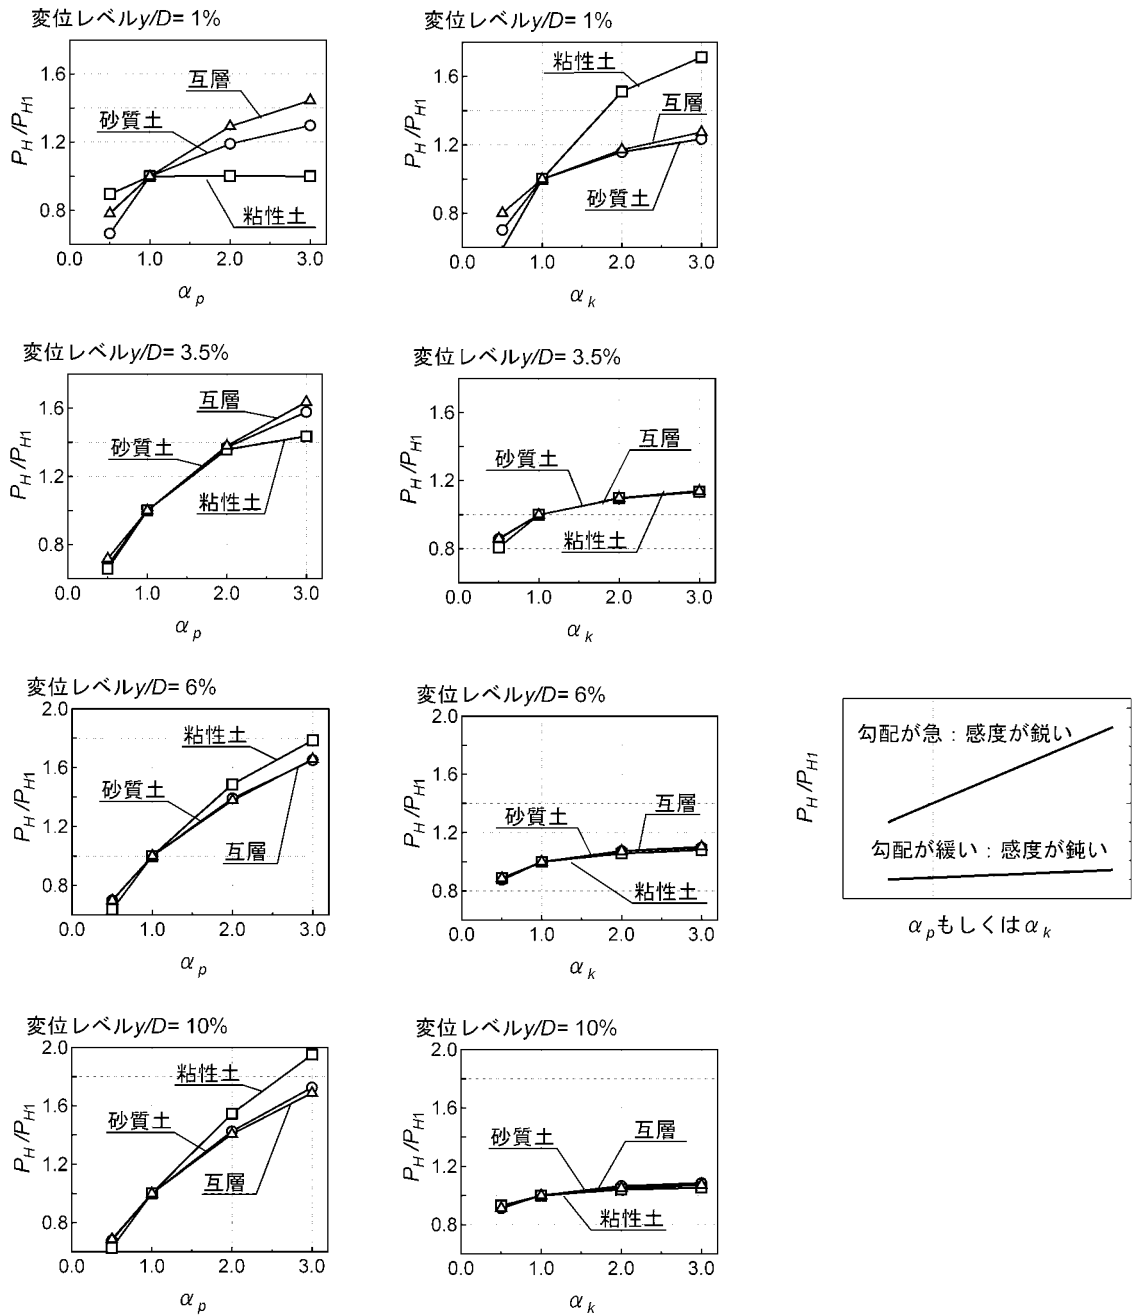 変位レベルy/D= 1%
P_H/P_H1
1.6
1.2
0.8
0.0
1.0
2.0
3.0
α_p
互層
砂質土
粘性土
変位レベルy/D= 1%
P_H/P_H1
1.6
1.2
0.8
0.0
1.0
2.0
3.0
α_k
粘性土
互層
砂質土
変位レベルy/D= 3.5%
P_H/P_H1
1.6
1.2
0.8
0.0
1.0
2.0
3.0
α_p
互層
砂質土
粘性土
変位レベルy/D= 3.5%
P_H/P_H1
1.6
1.2
0.8
0.0
1.0
2.0
3.0
α_k
互層
砂質土
粘性土
変位レベルy/D= 6%
P_H/P_H1
2.0
1.6
1.2
0.8
0.0
1.0
2.0
3.0
α_p
粘性土
砂質土
互層
変位レベルy/D= 6%
P_H/P_H1
2.0
1.6
1.2
0.8
0.0
1.0
2.0
3.0
α_k
砂質土
互層
粘性土
P_H/P_H1
勾配が急：感度が鋭い
勾配が緩い：感度が鈍い
α_pもしくはα_k
変位レベルy/D= 10%
P_H/P_H1
2.0
1.6
1.2
0.8
0.0
1.0
2.0
3.0
α_p
粘性土
砂質土
互層
変位レベルy/D= 10%
P_H/P_H1
2.0
1.6
1.2
0.8
0.0
1.0
2.0
3.0
α_k
砂質土
互層
粘性土